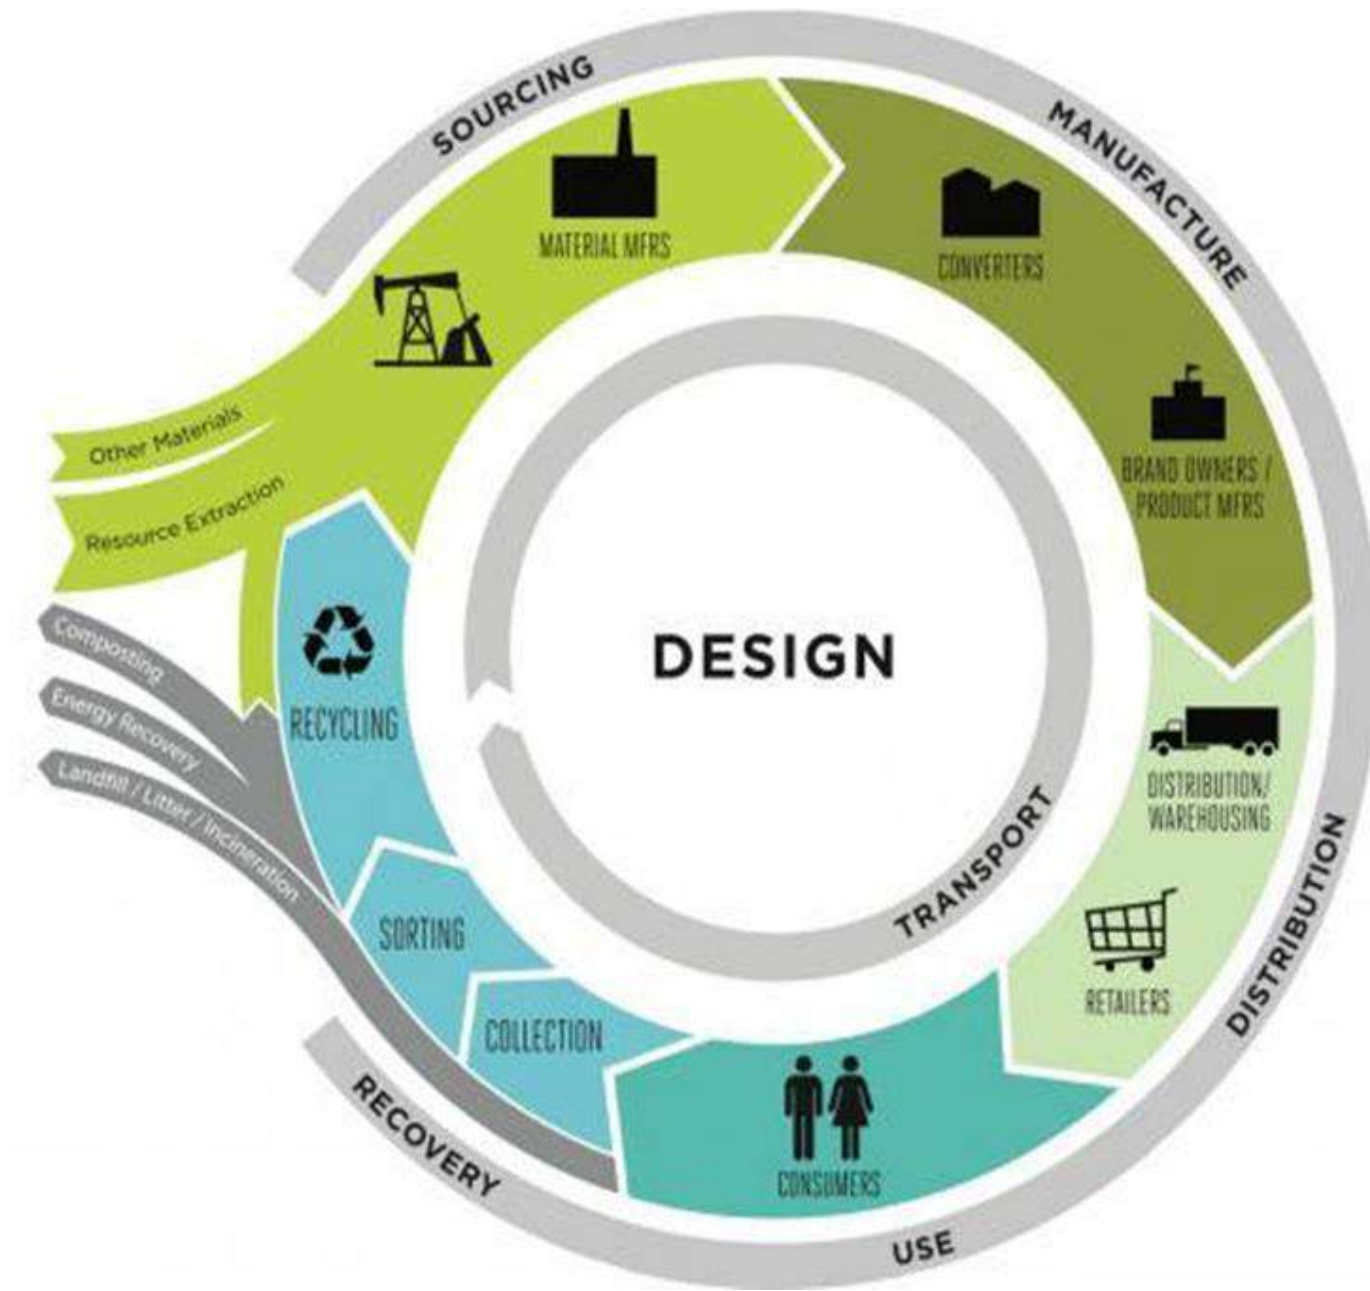 SOURCING
MANUFACTURE
MATERIAL MFRS
CONVERTERS
Other Materials
Resource Extraction
BRAND OWNERS /
PRODUCT MFRS
Composting
Energy Recovery
Landfill / Litter / Incineration
RECYCLING
DESIGN
DISTRIBUTION/
WAREHOUSING
TRANSPORT
DISTRIBUTION
SORTING
RETAILERS
COLLECTION
RECOVERY
CONSUMERS
USE